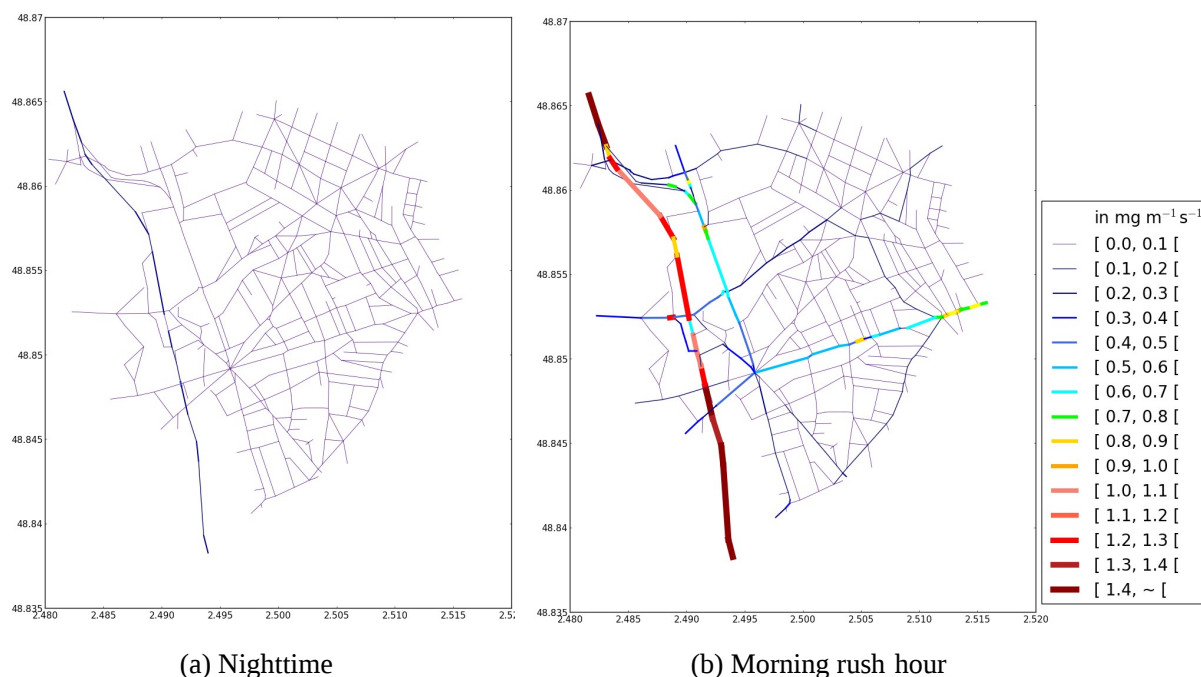 48.87
48.865
48.86
48.855
48.85
48.845
48.84
48.835
2.480 2.485 2.490 2.495 2.500 2.505 2.510 2.515 2.52
(a) Nighttime
48.87
48.865
48.86
48.855
48.85
48.845
48.84
48.835
2.480 2.485 2.490 2.495 2.500 2.505 2.510 2.515 2.520
(b) Morning rush hour
in mg m⁻¹ s⁻¹
[ 0.0, 0.1 [
[ 0.1, 0.2 [
[ 0.2, 0.3 [
[ 0.3, 0.4 [
[ 0.4, 0.5 [
[ 0.5, 0.6 [
[ 0.6, 0.7 [
[ 0.7, 0.8 [
[ 0.8, 0.9 [
[ 0.9, 1.0 [
[ 1.0, 1.1 [
[ 1.1, 1.2 [
[ 1.2, 1.3 [
[ 1.3, 1.4 [
[ 1.4, ~ [